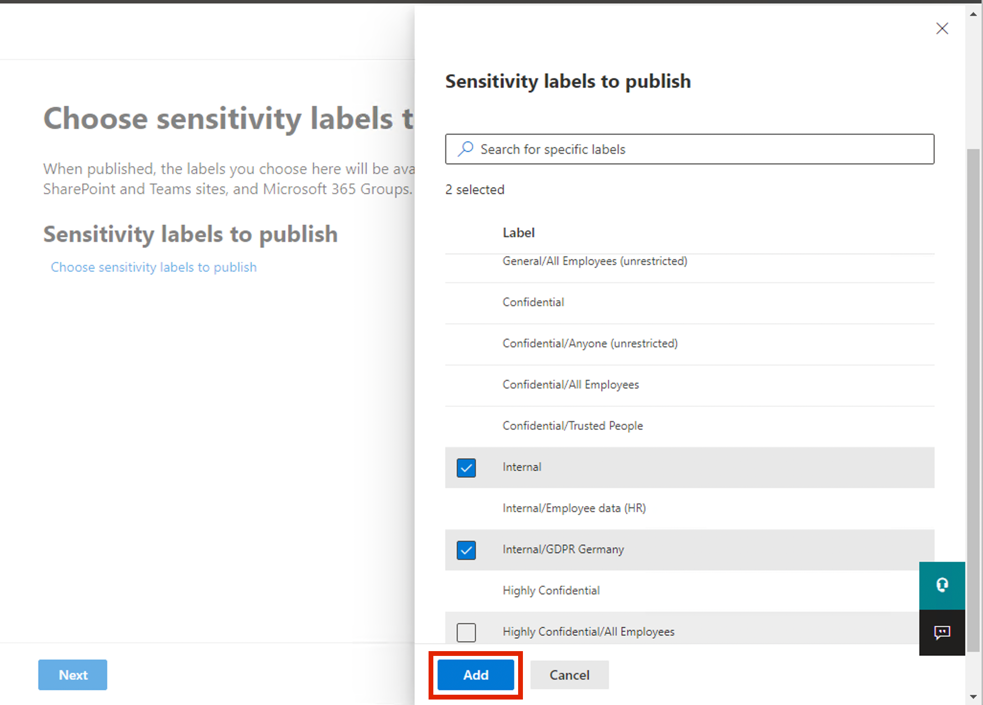 Choose sensitivity labels t
When published, the labels you choose here will be ava
SharePoint and Teams sites, and Microsoft 365 Groups.
Sensitivity labels to publish
Choose sensitivity labels to publish
Next
Sensitivity labels to publish
Search for specific labels
2 selected
Label
General/All Employees (unrestricted)
Confidential
Confidential/Anyone (unrestricted)
Confidential/All Employees
Confidential/Trusted People
Internal
Internal/Employee data (HR)
Internal/GDPR Germany
Highly Confidential
Highly Confidential/All Employees
Add
Cancel